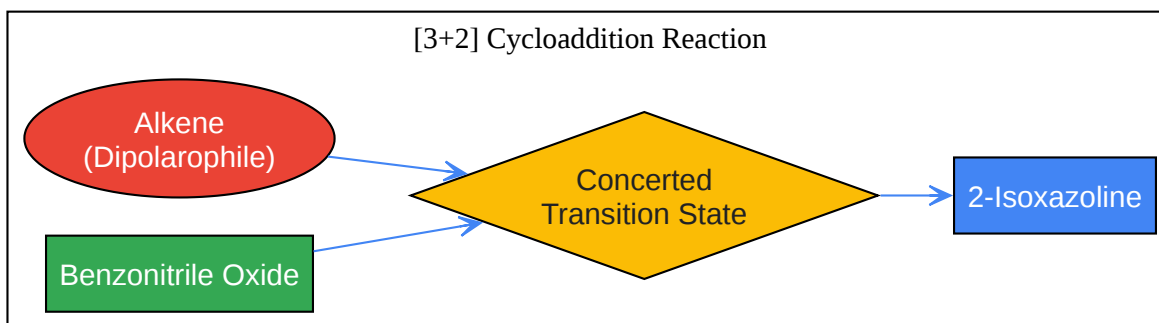 [3+2] Cycloaddition Reaction
Alkene
(Dipolarophile)
Benzonitrile Oxide
Concerted
Transition State
2-Isoxazoline